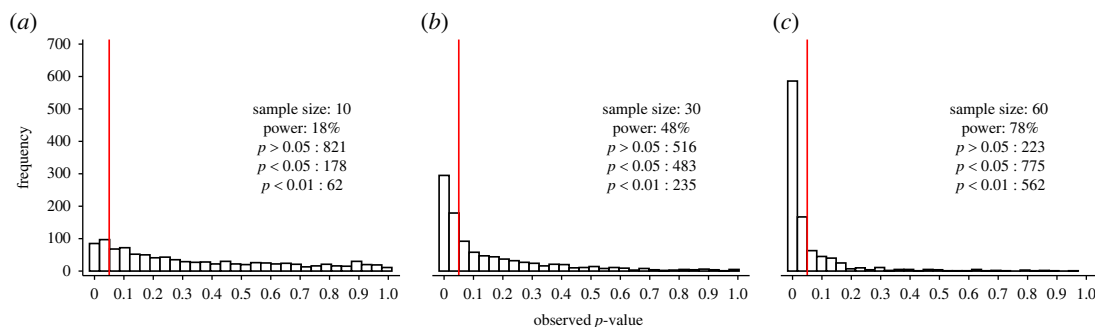 (a)
(b)
(c)
frequency
700
600
500
400
300
200
100
0
sample size: 10
power: 18%
p > 0.05 : 821
p < 0.05 : 178
p < 0.01 : 62
0 0.1 0.2 0.3 0.4 0.5 0.6 0.7 0.8 0.9 1.0
sample size: 30
power: 48%
p > 0.05 : 516
p < 0.05 : 483
p < 0.01 : 235
0 0.1 0.2 0.3 0.4 0.5 0.6 0.7 0.8 0.9 1.0
sample size: 60
power: 78%
p > 0.05 : 223
p < 0.05 : 775
p < 0.01 : 562
0 0.1 0.2 0.3 0.4 0.5 0.6 0.7 0.8 0.9 1.0
observed p-value